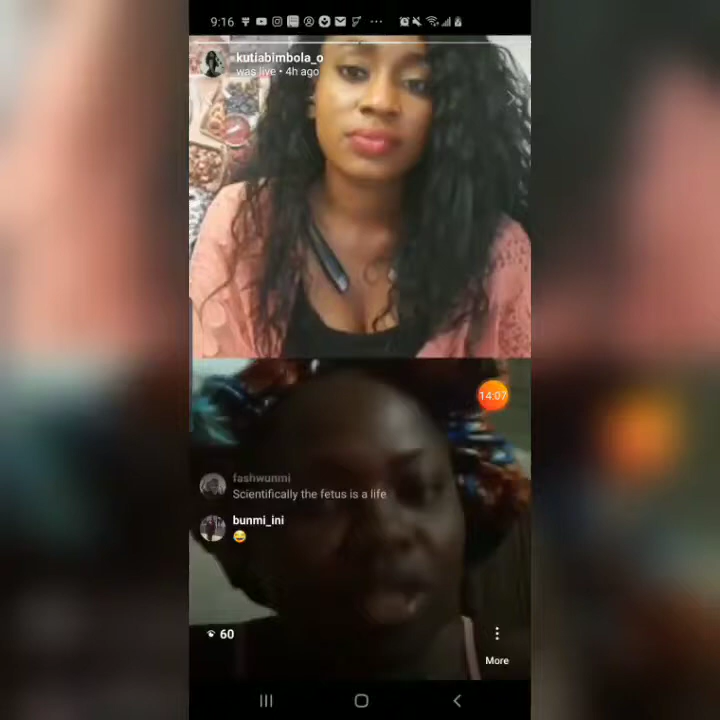 9:16
kutiabimbola_o
was live • 4h ago
14:07
fashwunmi
Scientifically the fetus is a life
bunmi_ini
😂
60
More